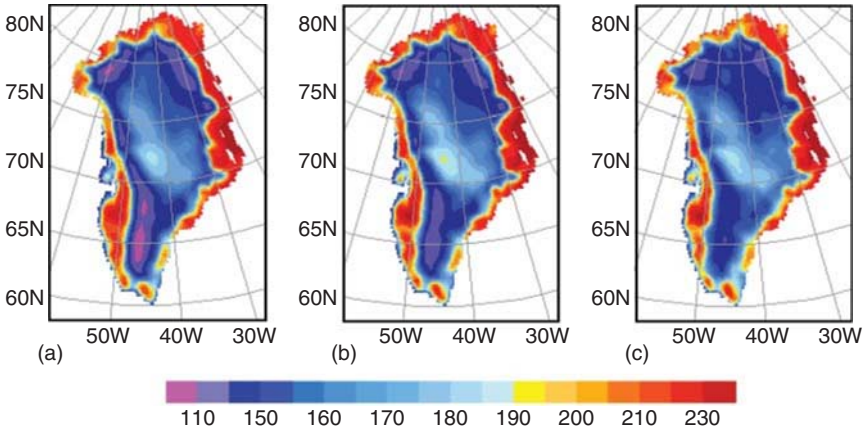 80N 80N 80N
75N 75N 75N
70N 70N 70N
65N 65N 65N
60N 60N 60N
50W 40W 30W 50W 40W 30W 50W 40W 30W
(a) (b) (c)
110 150 160 170 180 190 200 210 230